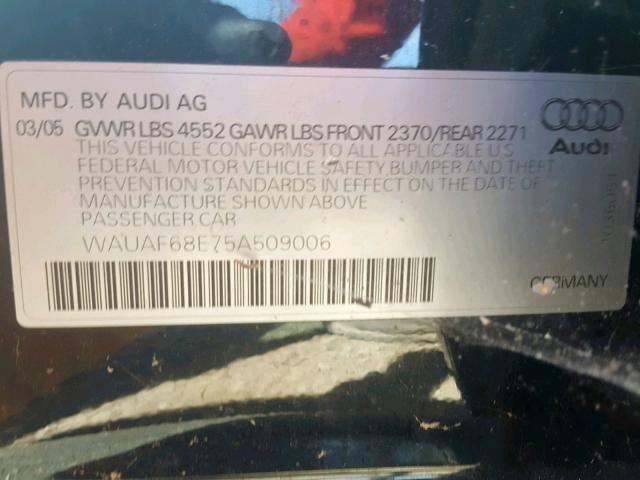 MFD. BY AUDI AG
03/05 GVWR LBS 4552 GAWR LBS FRONT 2370/REAR 2271
THIS VEHICLE CONFORMS TO ALL APPLICABLE U S
FEDERAL MOTOR VEHICLE SAFETY BUMPER AND THEFT
PREVENTION STANDARDS IN EFFECT ON THE DATE OF
MANUFACTURE SHOWN ABOVE
PASSENGER CAR
WAUAF68E75A509006
Audi
GERMANY